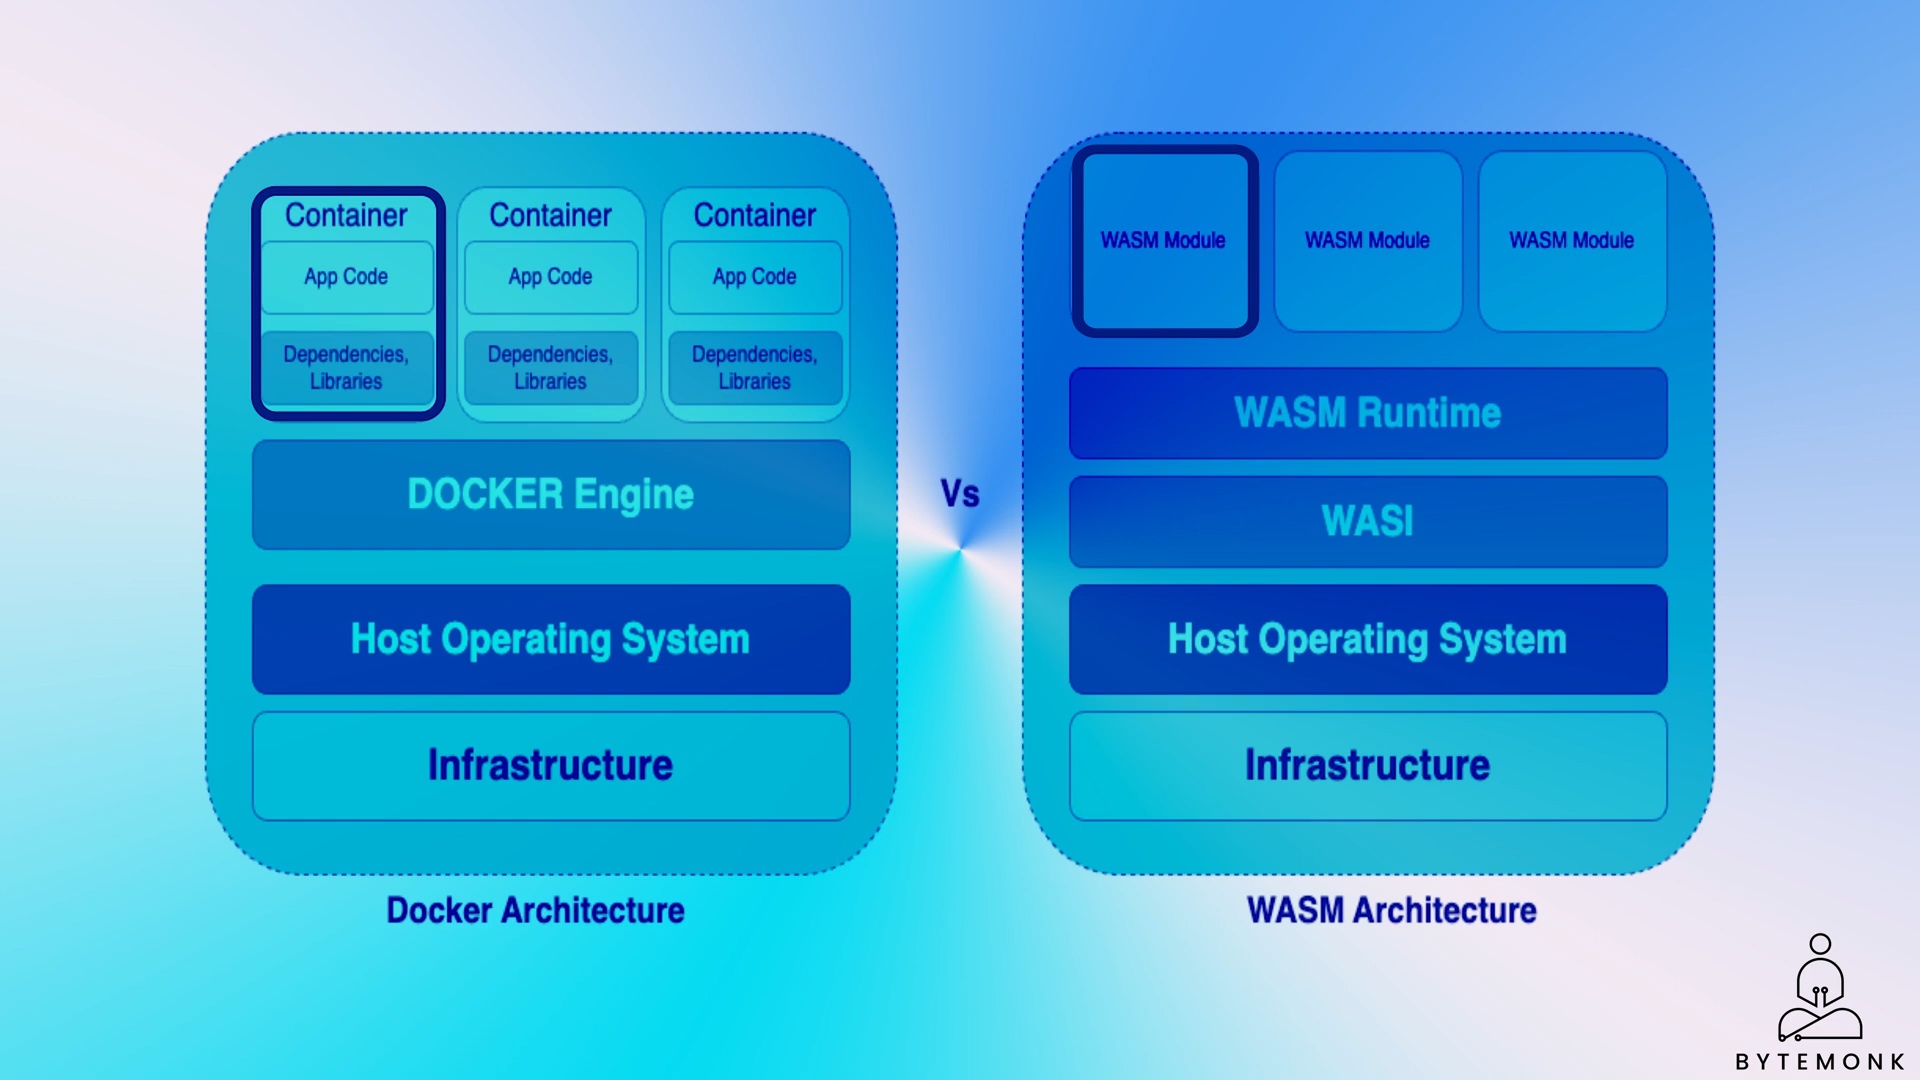 Container
App Code
Dependencies,
Libraries
Container
App Code
Dependencies,
Libraries
Container
App Code
Dependencies,
Libraries
DOCKER Engine
Host Operating System
Infrastructure
Docker Architecture
Vs
WASM Module
WASM Module
WASM Module
WASM Runtime
WASI
Host Operating System
Infrastructure
WASM Architecture
BYTEMONK